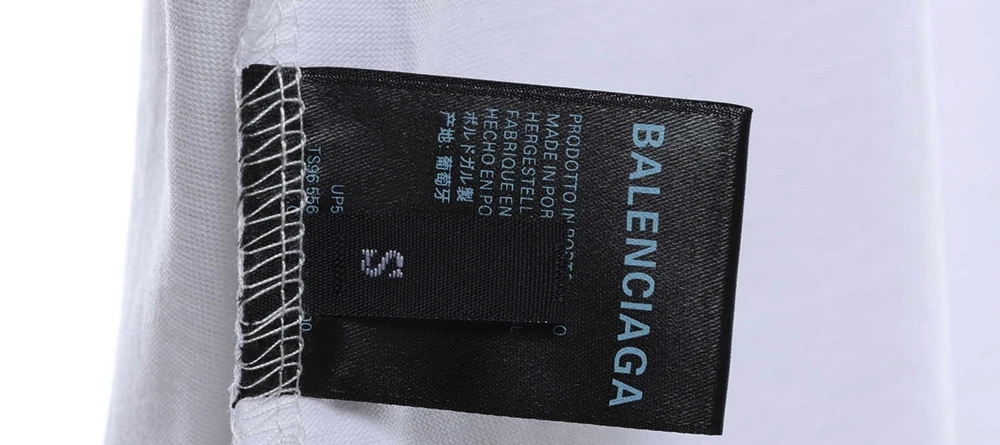 BALENCIAGA
PRODOTTO IN
MADE IN POR
HERGESTELL
FABRIQUE EN
HECHO EN PO
ポルトガル製
产地: 葡萄牙
UP5
TS96 556
S